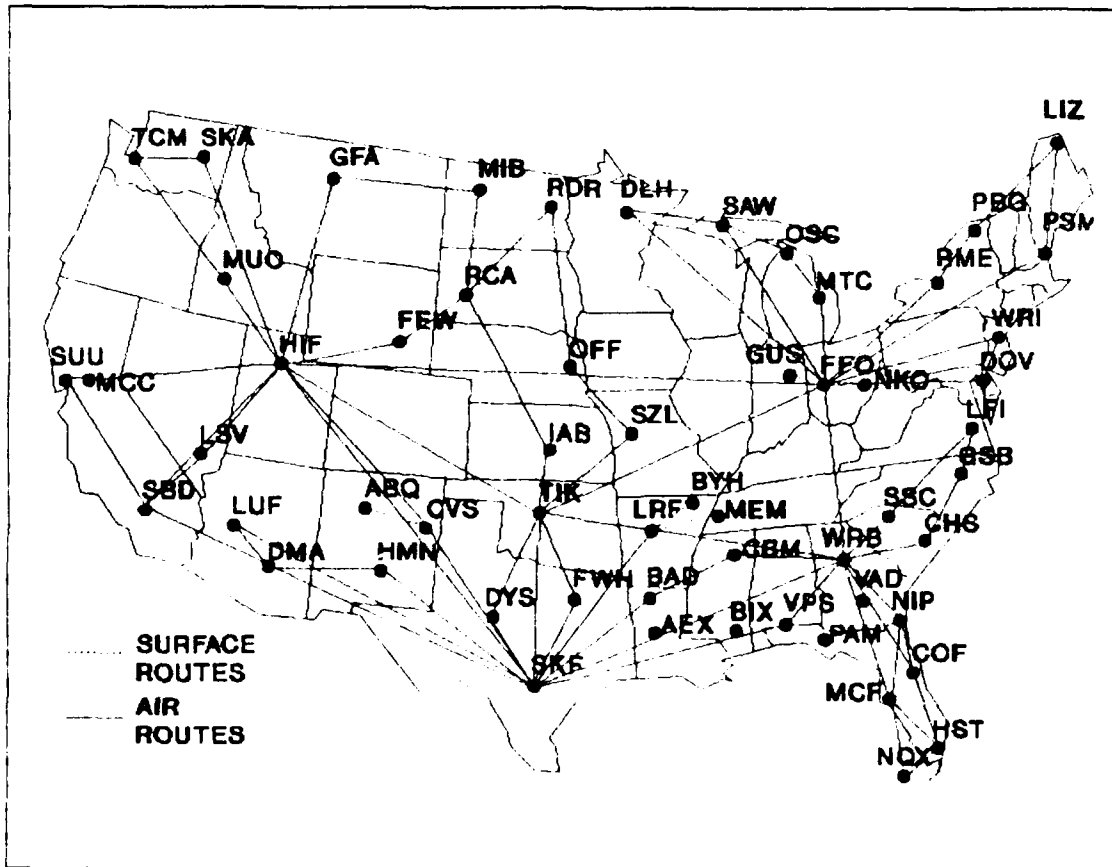 LIZ
TCM SKA
GFA
MIB
RDR
DLH
SAW
PBG
PSM
OSC
RME
MUO
RCA
MTC
FEW
WRI
HIF
OFF
GUS
FFO
NKO
DOV
SUU
MCC
LFI
LSV
SZL
IAB
GSB
SBD
ABQ
TIK
BYH
SSC
LUF
CVS
LRF
MEM
CHS
WRB
DMA
HMN
CBM
DYS
FWH
BAD
VAD
NIP
AEX
BIX
VPS
PAM
SURFACE
ROUTES
SKF
COF
MCF
AIR
ROUTES
HST
NQX